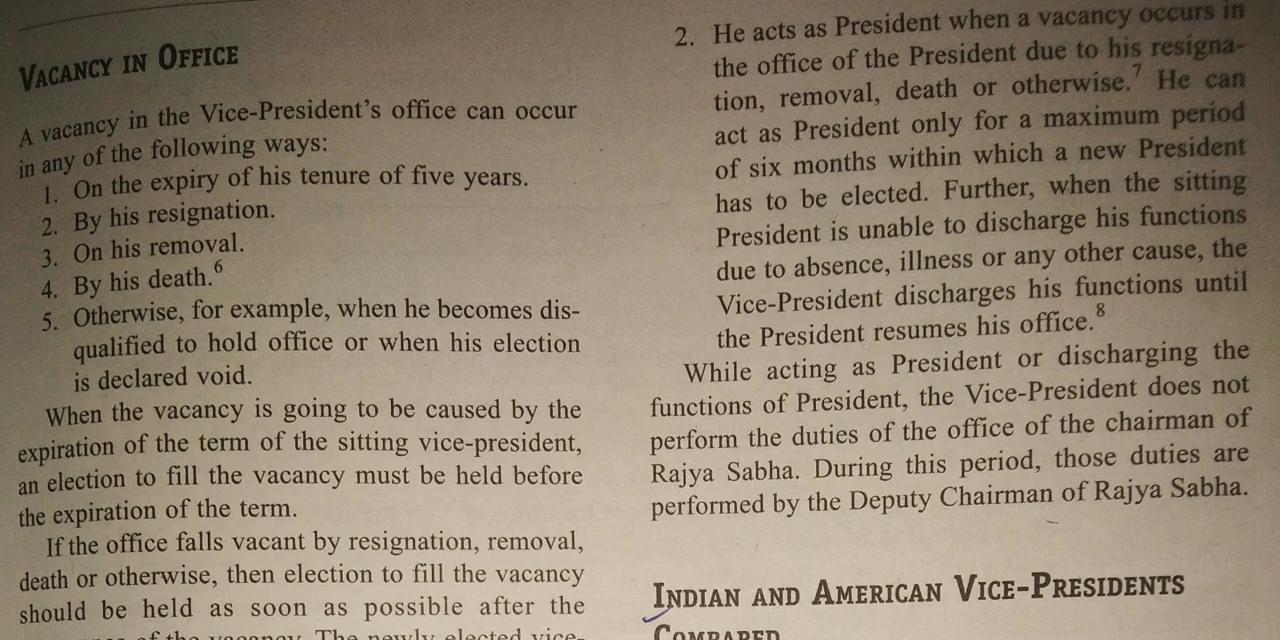 VACANCY IN OFFICE
A vacancy in the Vice-President's office can occur
in any of the following ways:
1. On the expiry of his tenure of five years.
2. By his resignation.
3. On his removal.
4. By his death.6
5. Otherwise, for example, when he becomes dis-
qualified to hold office or when his election
is declared void.
When the vacancy is going to be caused by the
expiration of the term of the sitting vice-president,
an election to fill the vacancy must be held before
the expiration of the term.
If the office falls vacant by resignation, removal,
death or otherwise, then election to fill the vacancy
should be held as soon as possible after the
of the vacancy. The newly elected vice-
2. He acts as President when a vacancy occurs in
the office of the President due to his resigna-
tion, removal, death or otherwise.7 He can
act as President only for a maximum period
of six months within which a new President
has to be elected. Further, when the sitting
President is unable to discharge his functions
due to absence, illness or any other cause, the
Vice-President discharges his functions until
the President resumes his office.8
While acting as President or discharging the
functions of President, the Vice-President does not
perform the duties of the office of the chairman of
Rajya Sabha. During this period, those duties are
performed by the Deputy Chairman of Rajya Sabha.
INDIAN AND AMERICAN VICE-PRESIDENTS
COMPARED